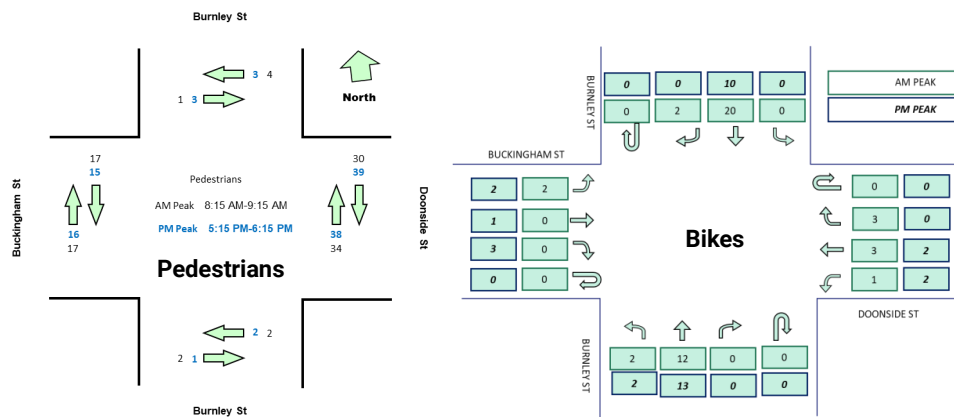 Burnley St
3 4
1 3
North
17
15
30
39
Pedestrians
AM Peak 8:15 AM-9:15 AM
PM Peak 5:15 PM-6:15 PM
Buckingham St
Doonside St
16
17
38
34
Pedestrians
2 2
2 1
Burnley St
BURNLEY ST
0 0 10 0
0 2 20 0
AM PEAK
PM PEAK
BUCKINGHAM ST
2 2
1 0
3 0
0 0
Bikes
0 0
3 0
3 2
1 2
DOONSIDE ST
BURNLEY ST
2 12 0 0
2 13 0 0